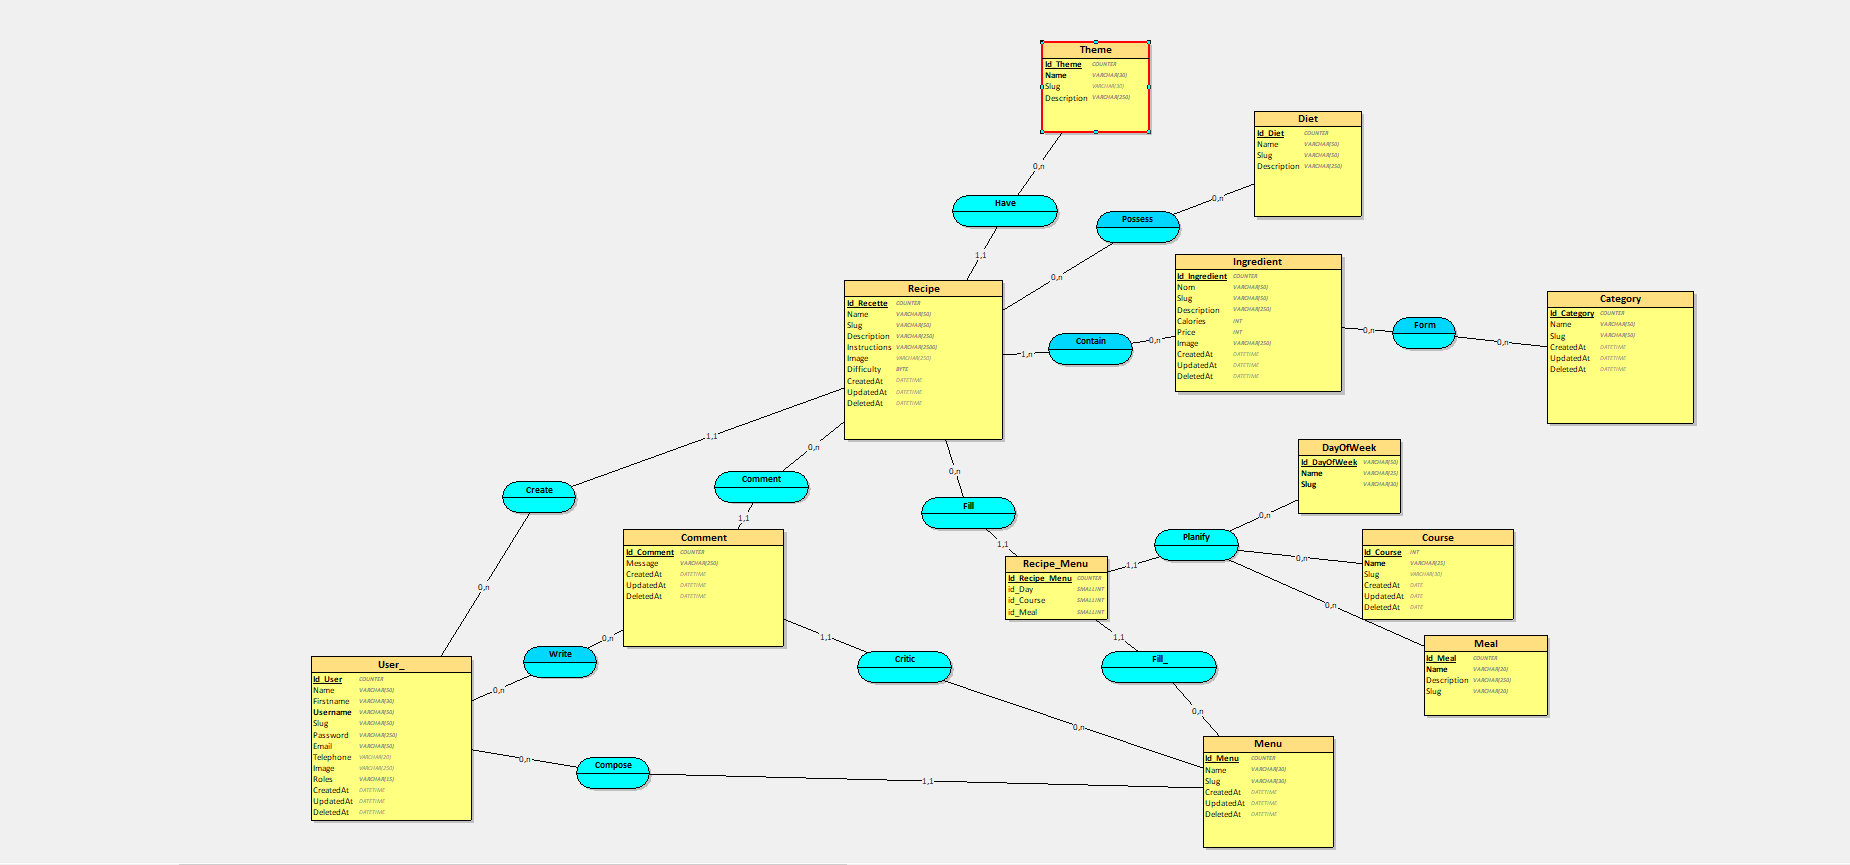 Theme
Id_Theme COUNTER
Name VARCHAR(30)
Slug VARCHAR(30)
Description VARCHAR(250)
0,n
Have
1,1
Diet
Id_Diet COUNTER
Name VARCHAR(50)
Slug VARCHAR(50)
Description VARCHAR(250)
0,n
Possess
0,n
Recipe
Id_Recette COUNTER
Name VARCHAR(50)
Slug VARCHAR(50)
Description VARCHAR(250)
Instructions VARCHAR(2500)
Image VARCHAR(250)
Difficulty BYTE
CreatedAt DATETIME
UpdatedAt DATETIME
DeletedAt DATETIME
1,n
Contain
0,n
Ingredient
Id_Ingredient COUNTER
Nom VARCHAR(50)
Slug VARCHAR(50)
Description VARCHAR(250)
Calories INT
Price INT
Image VARCHAR(250)
CreatedAt DATETIME
UpdatedAt DATETIME
DeletedAt DATETIME
0,n
Form
0,n
Category
Id_Category COUNTER
Name VARCHAR(50)
Slug VARCHAR(50)
CreatedAt DATETIME
UpdatedAt DATETIME
DeletedAt DATETIME
1,1
Create
0,n
0,n
Comment
1,1
Comment
Id_Comment COUNTER
Message VARCHAR(250)
CreatedAt DATETIME
UpdatedAt DATETIME
DeletedAt DATETIME
0,n
Fill
1,1
Recipe_Menu
Id_Recipe_Menu COUNTER
id_Day SMALLINT
id_Course SMALLINT
id_Meal SMALLINT
1,1
Planify
0,n
0,n
0,n
DayOfWeek
Id_DayOfWeek VARCHAR(50)
Name VARCHAR(25)
Slug VARCHAR(30)
Course
Id_Course INT
Name VARCHAR(25)
Slug VARCHAR(30)
CreatedAt DATE
UpdatedAt DATE
DeletedAt DATE
Meal
Id_Meal COUNTER
Name VARCHAR(20)
Description VARCHAR(250)
Slug VARCHAR(20)
0,n
Write
0,n
1,1
Critic
0,n
1,1
Fill_
0,n
User_
Id_User COUNTER
Name VARCHAR(50)
Firstname VARCHAR(30)
Username VARCHAR(50)
Slug VARCHAR(50)
Password VARCHAR(250)
Email VARCHAR(50)
Telephone VARCHAR(20)
Image VARCHAR(250)
Roles VARCHAR(15)
CreatedAt DATETIME
UpdatedAt DATETIME
DeletedAt DATETIME
0,n
Compose
1,1
Menu
Id_Menu COUNTER
Name VARCHAR(30)
Slug VARCHAR(30)
CreatedAt DATETIME
UpdatedAt DATETIME
DeletedAt DATETIME